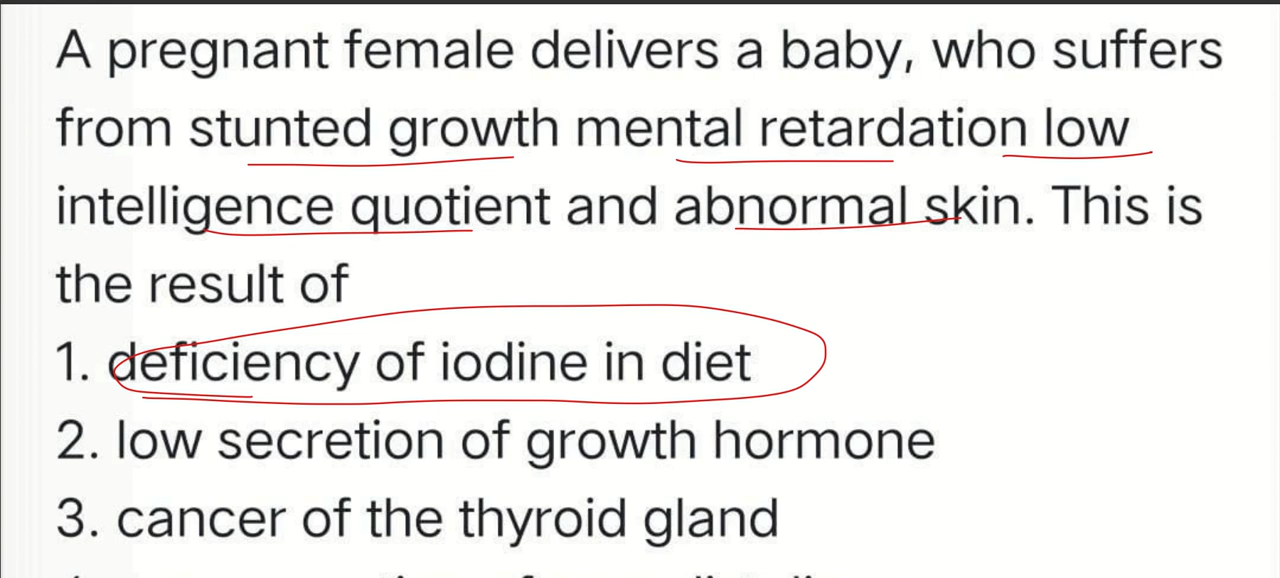 A pregnant female delivers a baby, who suffers
from stunted growth mental retardation low
intelligence quotient and abnormal skin. This is
the result of
1. deficiency of iodine in diet
2. low secretion of growth hormone
3. cancer of the thyroid gland